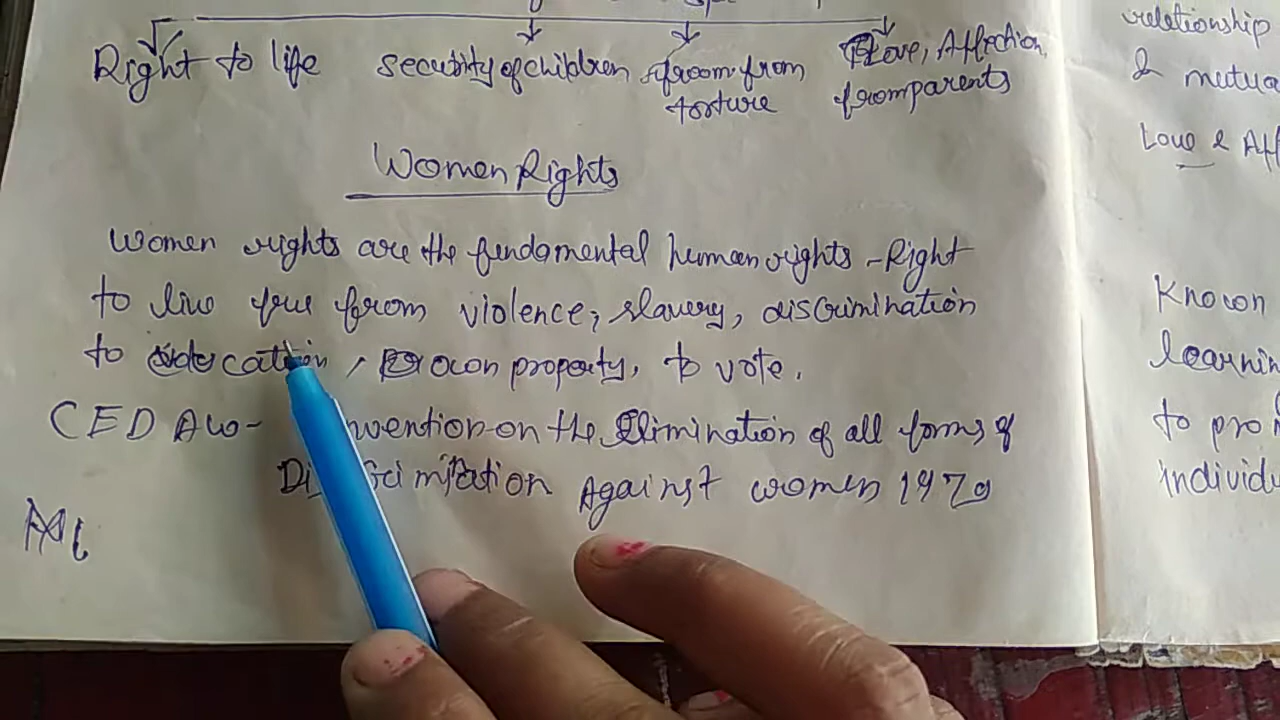 Right to life security of children freedom from torture Love, Affection from parents
Women Rights
Women rights are the fundamental human rights - Right
to live free from violence, slavery, discrimination
to education, own property, to vote.
CEDAW - on the Elimination of all forms of
Against women 1979
relationship
& mutua
Love & Aff
Known
learnin
to pro
individu